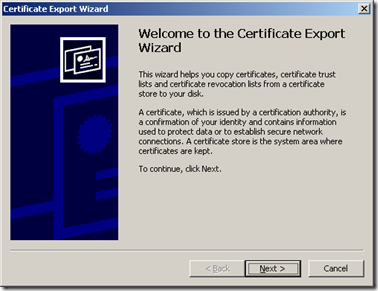 Certificate Export Wizard
Welcome to the Certificate Export
Wizard
This wizard helps you copy certificates, certificate trust
lists and certificate revocation lists from a certificate
store to your disk.
A certificate, which is issued by a certification authority, is
a confirmation of your identity and contains information
used to protect data or to establish secure network
connections. A certificate store is the system area where
certificates are kept.
To continue, click Next.
< Back Next > Cancel